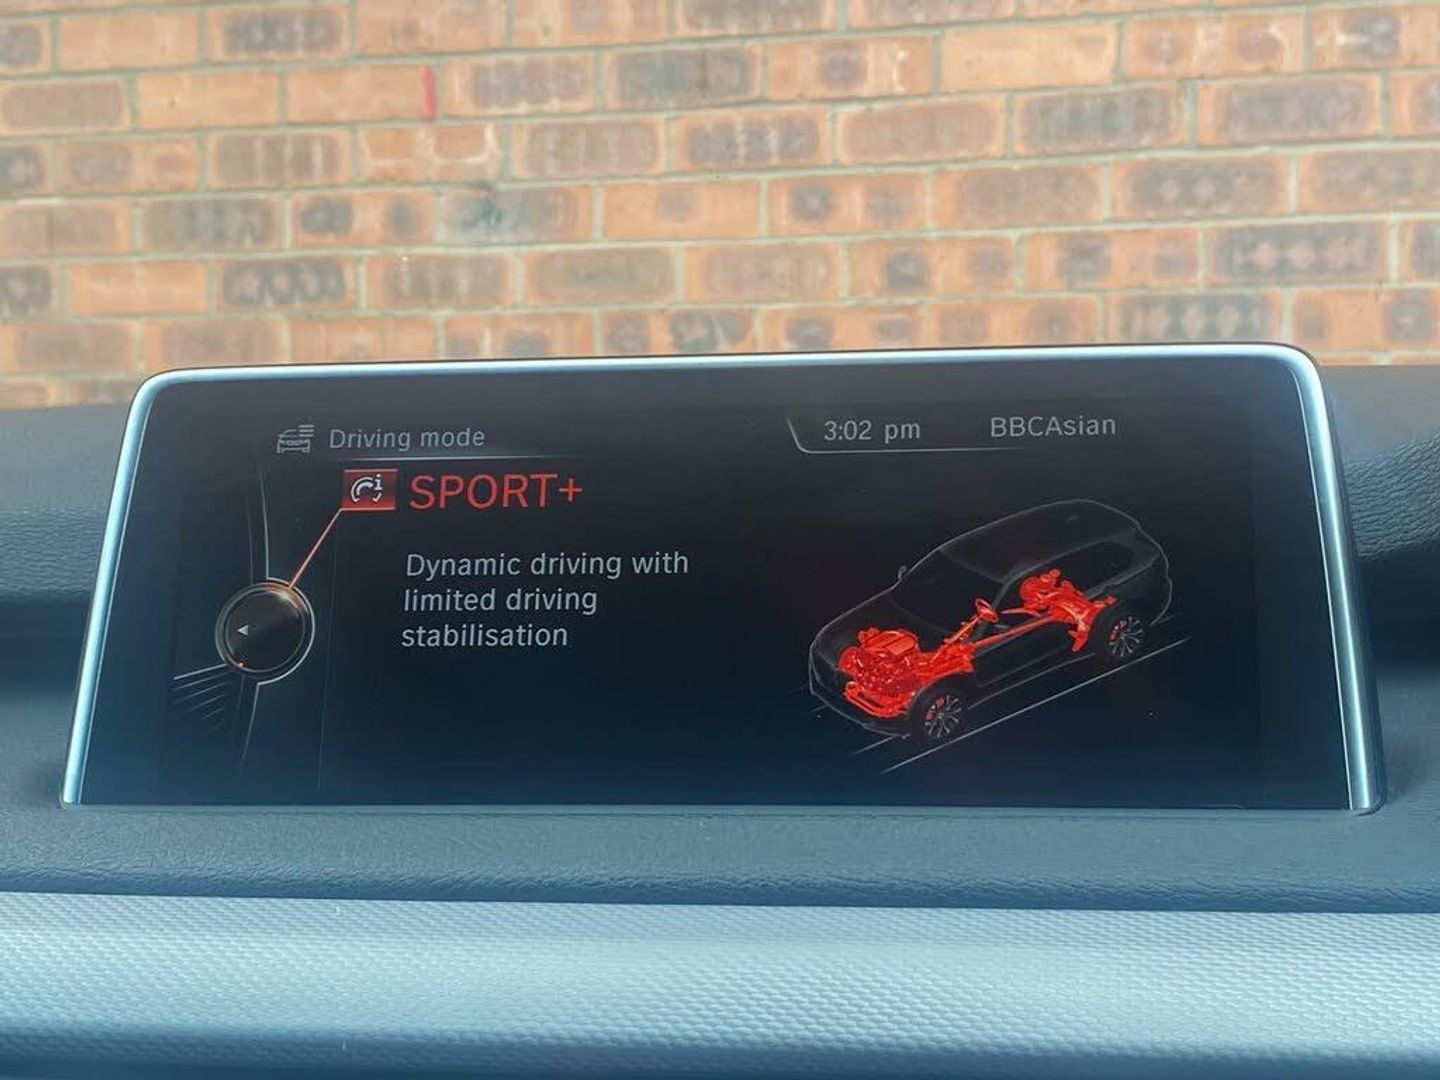 Driving mode
3:02 pm
BBCAsian
SPORT+
Dynamic driving with
limited driving
stabilisation